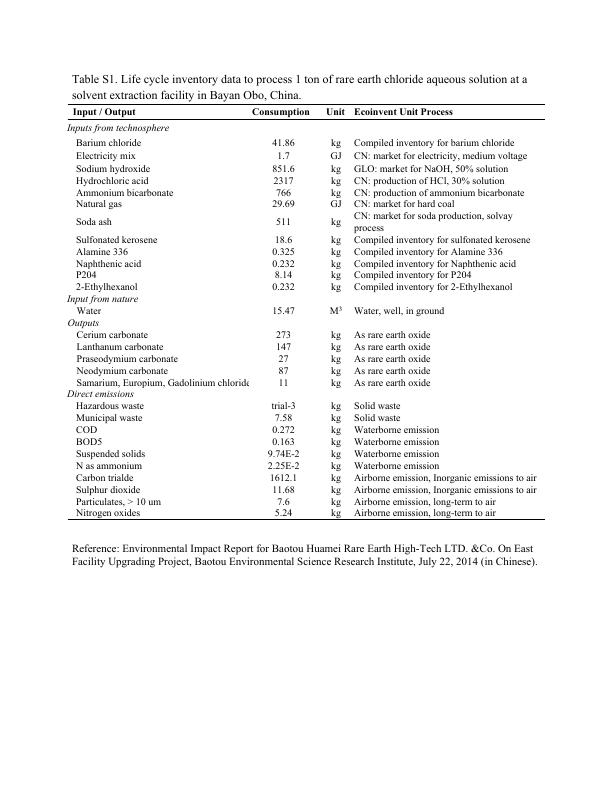 Table S1. Life cycle inventory data to process 1 ton of rare earth chloride aqueous solution at a
solvent extraction facility in Bayan Obo, China.
Input / Output Consumption Unit Ecoinvent Unit Process
Inputs from technosphere
Barium chloride 41.86 kg Compiled inventory for barium chloride
Electricity mix 1.7 GJ CN: market for electricity, medium voltage
Sodium hydroxide 851.6 kg GLO: market for NaOH, 50% solution
Hydrochloric acid 2317 kg CN: production of HCl, 30% solution
Ammonium bicarbonate 766 kg CN: production of ammonium bicarbonate
Natural gas 29.69 GJ CN: market for hard coal
Soda ash 511 kg CN: market for soda production, solvay
process
Sulfonated kerosene 18.6 kg Compiled inventory for sulfonated kerosene
Alamine 336 0.325 kg Compiled inventory for Alamine 336
Naphthenic acid 0.232 kg Compiled inventory for Naphthenic acid
P204 8.14 kg Compiled inventory for P204
2-Ethylhexanol 0.232 kg Compiled inventory for 2-Ethylhexanol
Input from nature
Water 15.47 M³ Water, well, in ground
Outputs
Cerium carbonate 273 kg As rare earth oxide
Lanthanum carbonate 147 kg As rare earth oxide
Praseodymium carbonate 27 kg As rare earth oxide
Neodymium carbonate 87 kg As rare earth oxide
Samarium, Europium, Gadolinium chloride 11 kg As rare earth oxide
Direct emissions
Hazardous waste trial-3 kg Solid waste
Municipal waste 7.58 kg Solid waste
COD 0.272 kg Waterborne emission
BOD5 0.163 kg Waterborne emission
Suspended solids 9.74E-2 kg Waterborne emission
N as ammonium 2.25E-2 kg Waterborne emission
Carbon trialde 1612.1 kg Airborne emission, Inorganic emissions to air
Sulphur dioxide 11.68 kg Airborne emission, Inorganic emissions to air
Particulates, > 10 um 7.6 kg Airborne emission, long-term to air
Nitrogen oxides 5.24 kg Airborne emission, long-term to air
Reference: Environmental Impact Report for Baotou Huamei Rare Earth High-Tech LTD. &Co. On East
Facility Upgrading Project, Baotou Environmental Science Research Institute, July 22, 2014 (in Chinese).